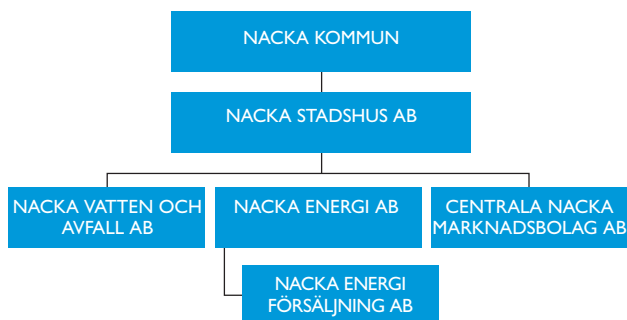 NACKA KOMMUN
NACKA STADSHUS AB
NACKA VATTEN OCH
AVFALL AB
NACKA ENERGI AB
CENTRALA NACKA
MARKNADSBOLAG AB
NACKA ENERGI
FÖRSÄLJNING AB